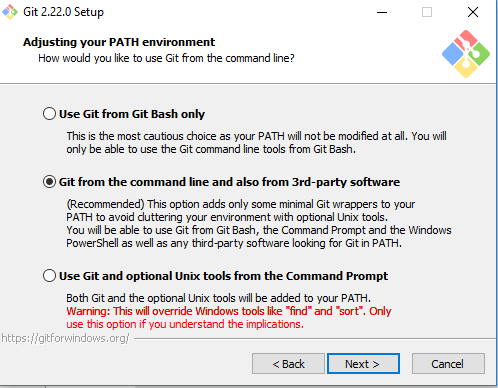 Git 2.22.0 Setup
Adjusting your PATH environment
How would you like to use Git from the command line?
Use Git from Git Bash only
This is the most cautious choice as your PATH will not be modified at all. You will
only be able to use the Git command line tools from Git Bash.
Git from the command line and also from 3rd-party software
(Recommended) This option adds only some minimal Git wrappers to your
PATH to avoid cluttering your environment with optional Unix tools.
You will be able to use Git from Git Bash, the Command Prompt and the Windows
PowerShell as well as any third-party software looking for Git in PATH.
Use Git and optional Unix tools from the Command Prompt
Both Git and the optional Unix tools will be added to your PATH.
Warning: This will override Windows tools like "find" and "sort". Only
use this option if you understand the implications.
https://gitforwindows.org/
< Back
Next >
Cancel